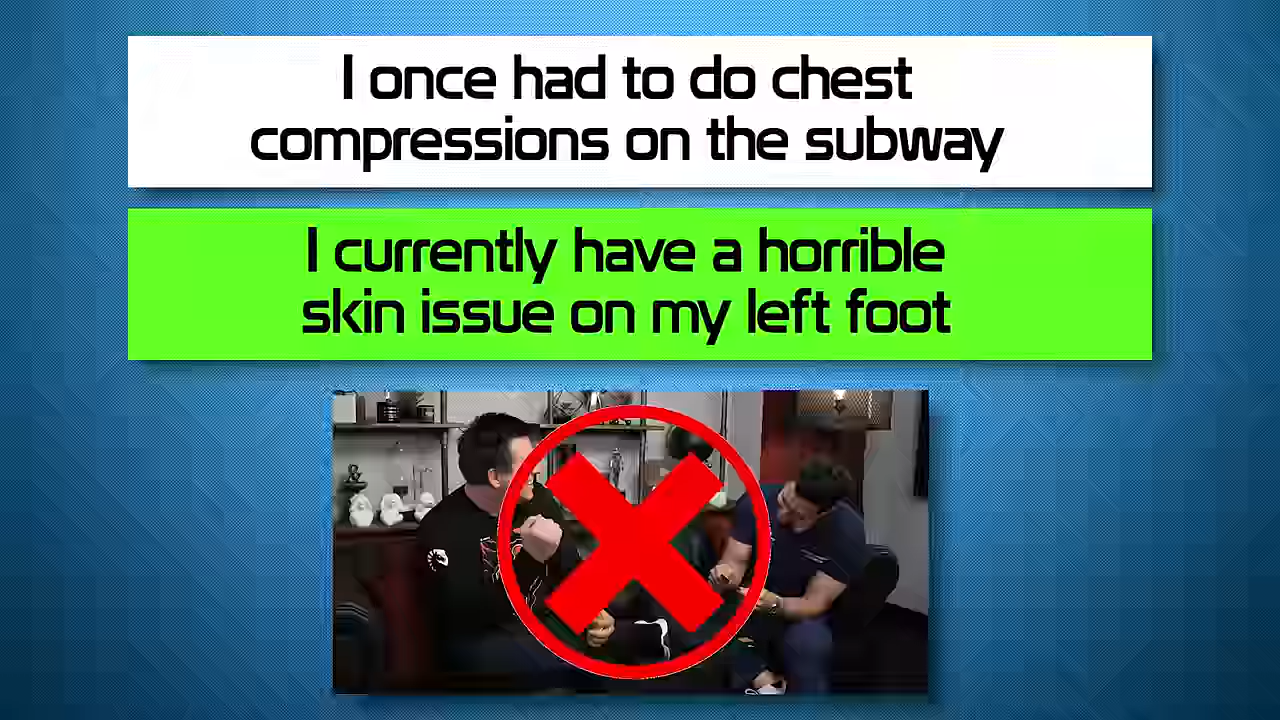 I once had to do chest
compressions on the subway
I currently have a horrible
skin issue on my left foot